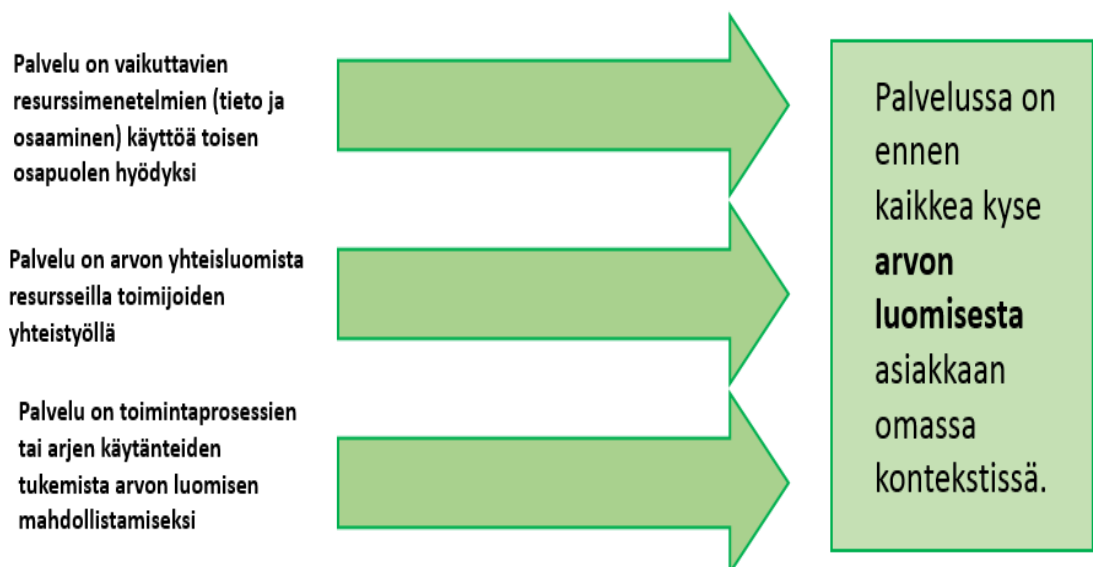 Palvelu on vaikuttavien
resurssimenetelmien (tieto ja
osaaminen) käyttöä toisen
osapuolen hyödyksi
Palvelu on arvon yhteisluomista
resursseilla toimijoiden
yhteistyöllä
Palvelu on toimintaprosessien
tai arjen käytänteiden
tukemista arvon luomisen
mahdollistamiseksi
Palvelussa on
ennen
kaikkea kyse
arvon
luomisesta
asiakkaan
omassa
kontekstissä.